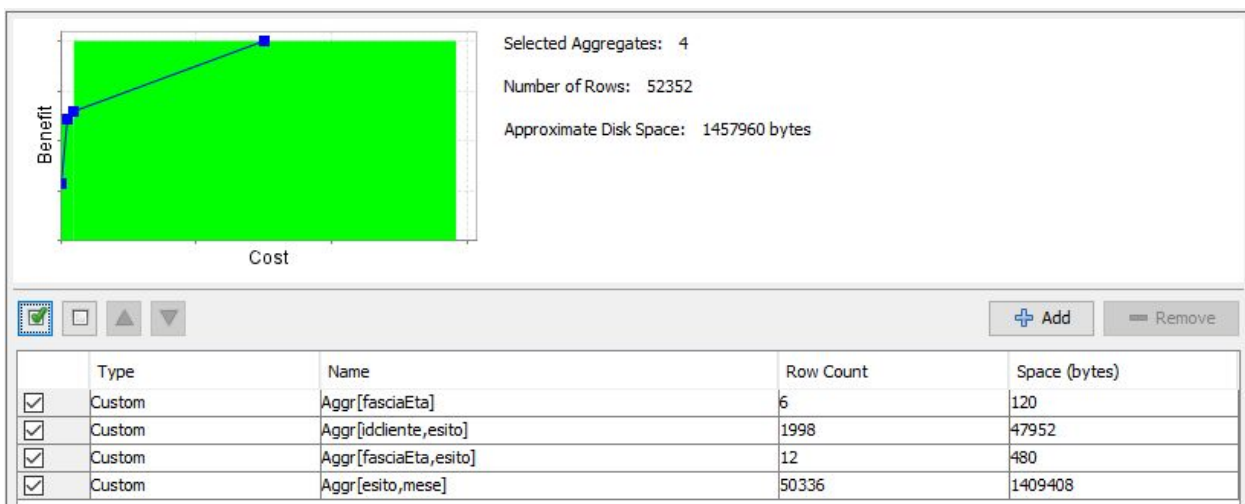 Selected Aggregates: 4
Number of Rows: 52352
Approximate Disk Space: 1457960 bytes
Benefit
Cost
Add
Remove
Type Name Row Count Space (bytes)
Custom Aggr[fasciaEta] 6 120
Custom Aggr[idcliente,esito] 1998 47952
Custom Aggr[fasciaEta,esito] 12 480
Custom Aggr[esito,mese] 50336 1409408